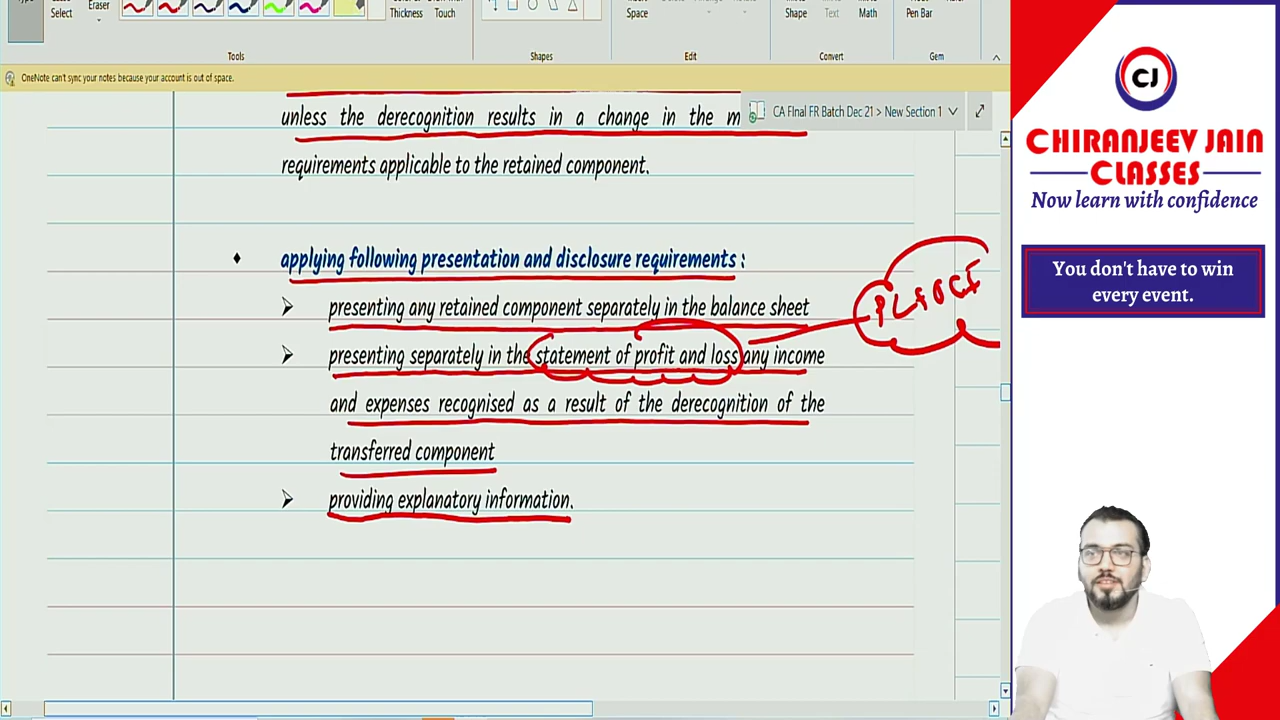 Type
Select
Eraser
Thickness
Touch
Space
Shape
Text
Math
Pen Bar
Tools
Shapes
Edit
Convert
Gem
OneNote can't sync your notes because your account is out of space.
CA FInal FR Batch Dec 21 > New Section 1
unless the derecognition results in a change in the m
requirements applicable to the retained component.
applying following presentation and disclosure requirements :
presenting any retained component separately in the balance sheet
presenting separately in the statement of profit and loss any income
and expenses recognised as a result of the derecognition of the
transferred component
providing explanatory information.
PL+OCI
CJ
CHIRANJEEV JAIN
CLASSES
Now learn with confidence
You don't have to win
every event.